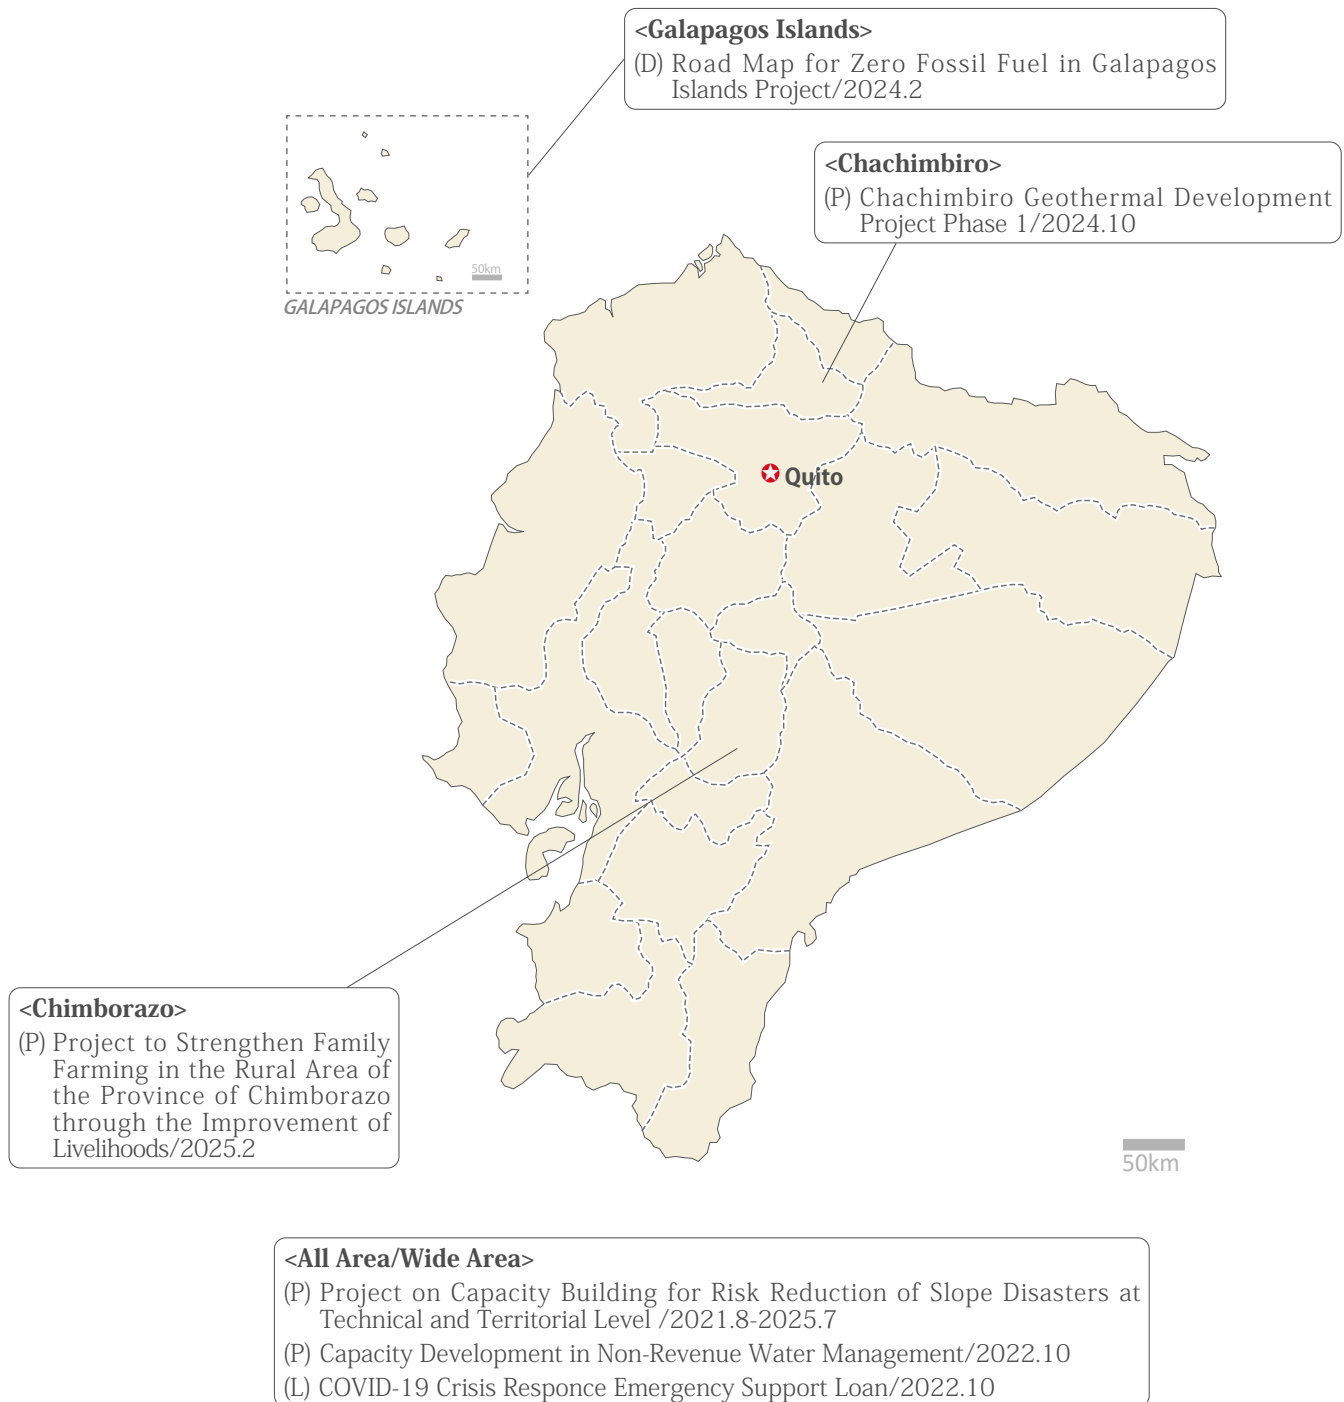 <Galapagos Islands>
(D) Road Map for Zero Fossil Fuel in Galapagos
Islands Project/2024.2
<Chachimbiro>
(P) Chachimbiro Geothermal Development
Project Phase 1/2024.10
50km
GALAPAGOS ISLANDS
Quito
<Chimborazo>
(P) Project to Strengthen Family
Farming in the Rural Area of
the Province of Chimborazo
through the Improvement of
Livelihoods/2025.2
50km
<All Area/Wide Area>
(P) Project on Capacity Building for Risk Reduction of Slope Disasters at
Technical and Territorial Level /2021.8-2025.7
(P) Capacity Development in Non-Revenue Water Management/2022.10
(L) COVID-19 Crisis Responce Emergency Support Loan/2022.10